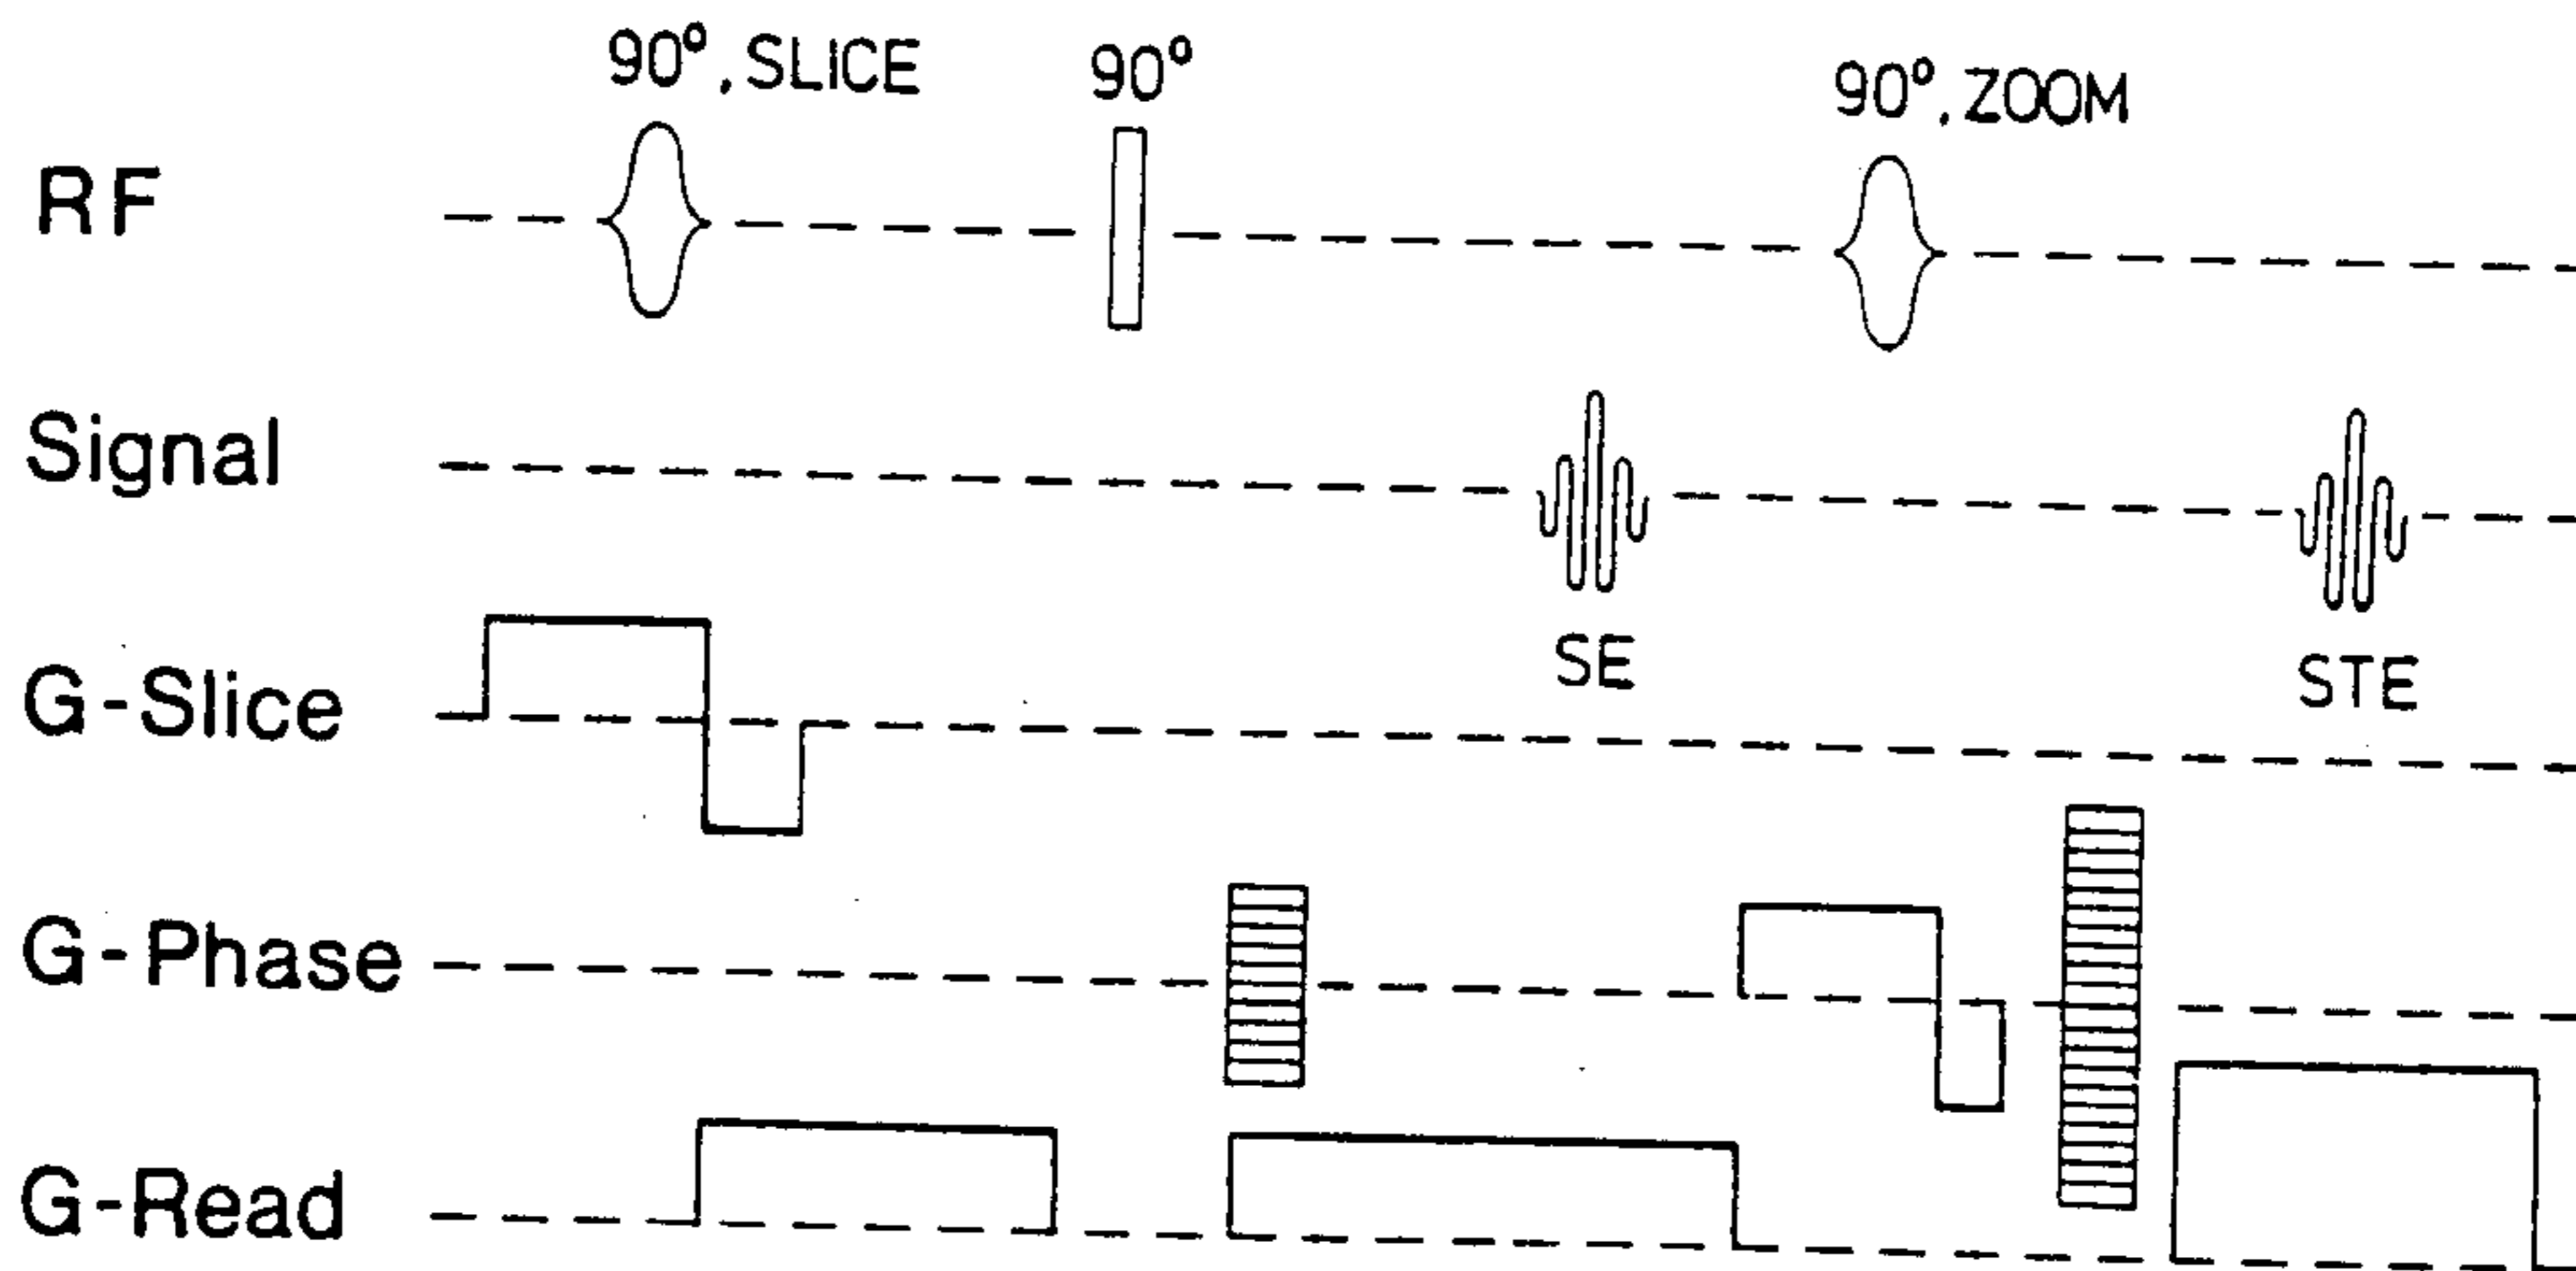 90°, SLICE
90°
90°, ZOOM
RF
Signal
SE
STE
G-Slice
G-Phase
G-Read